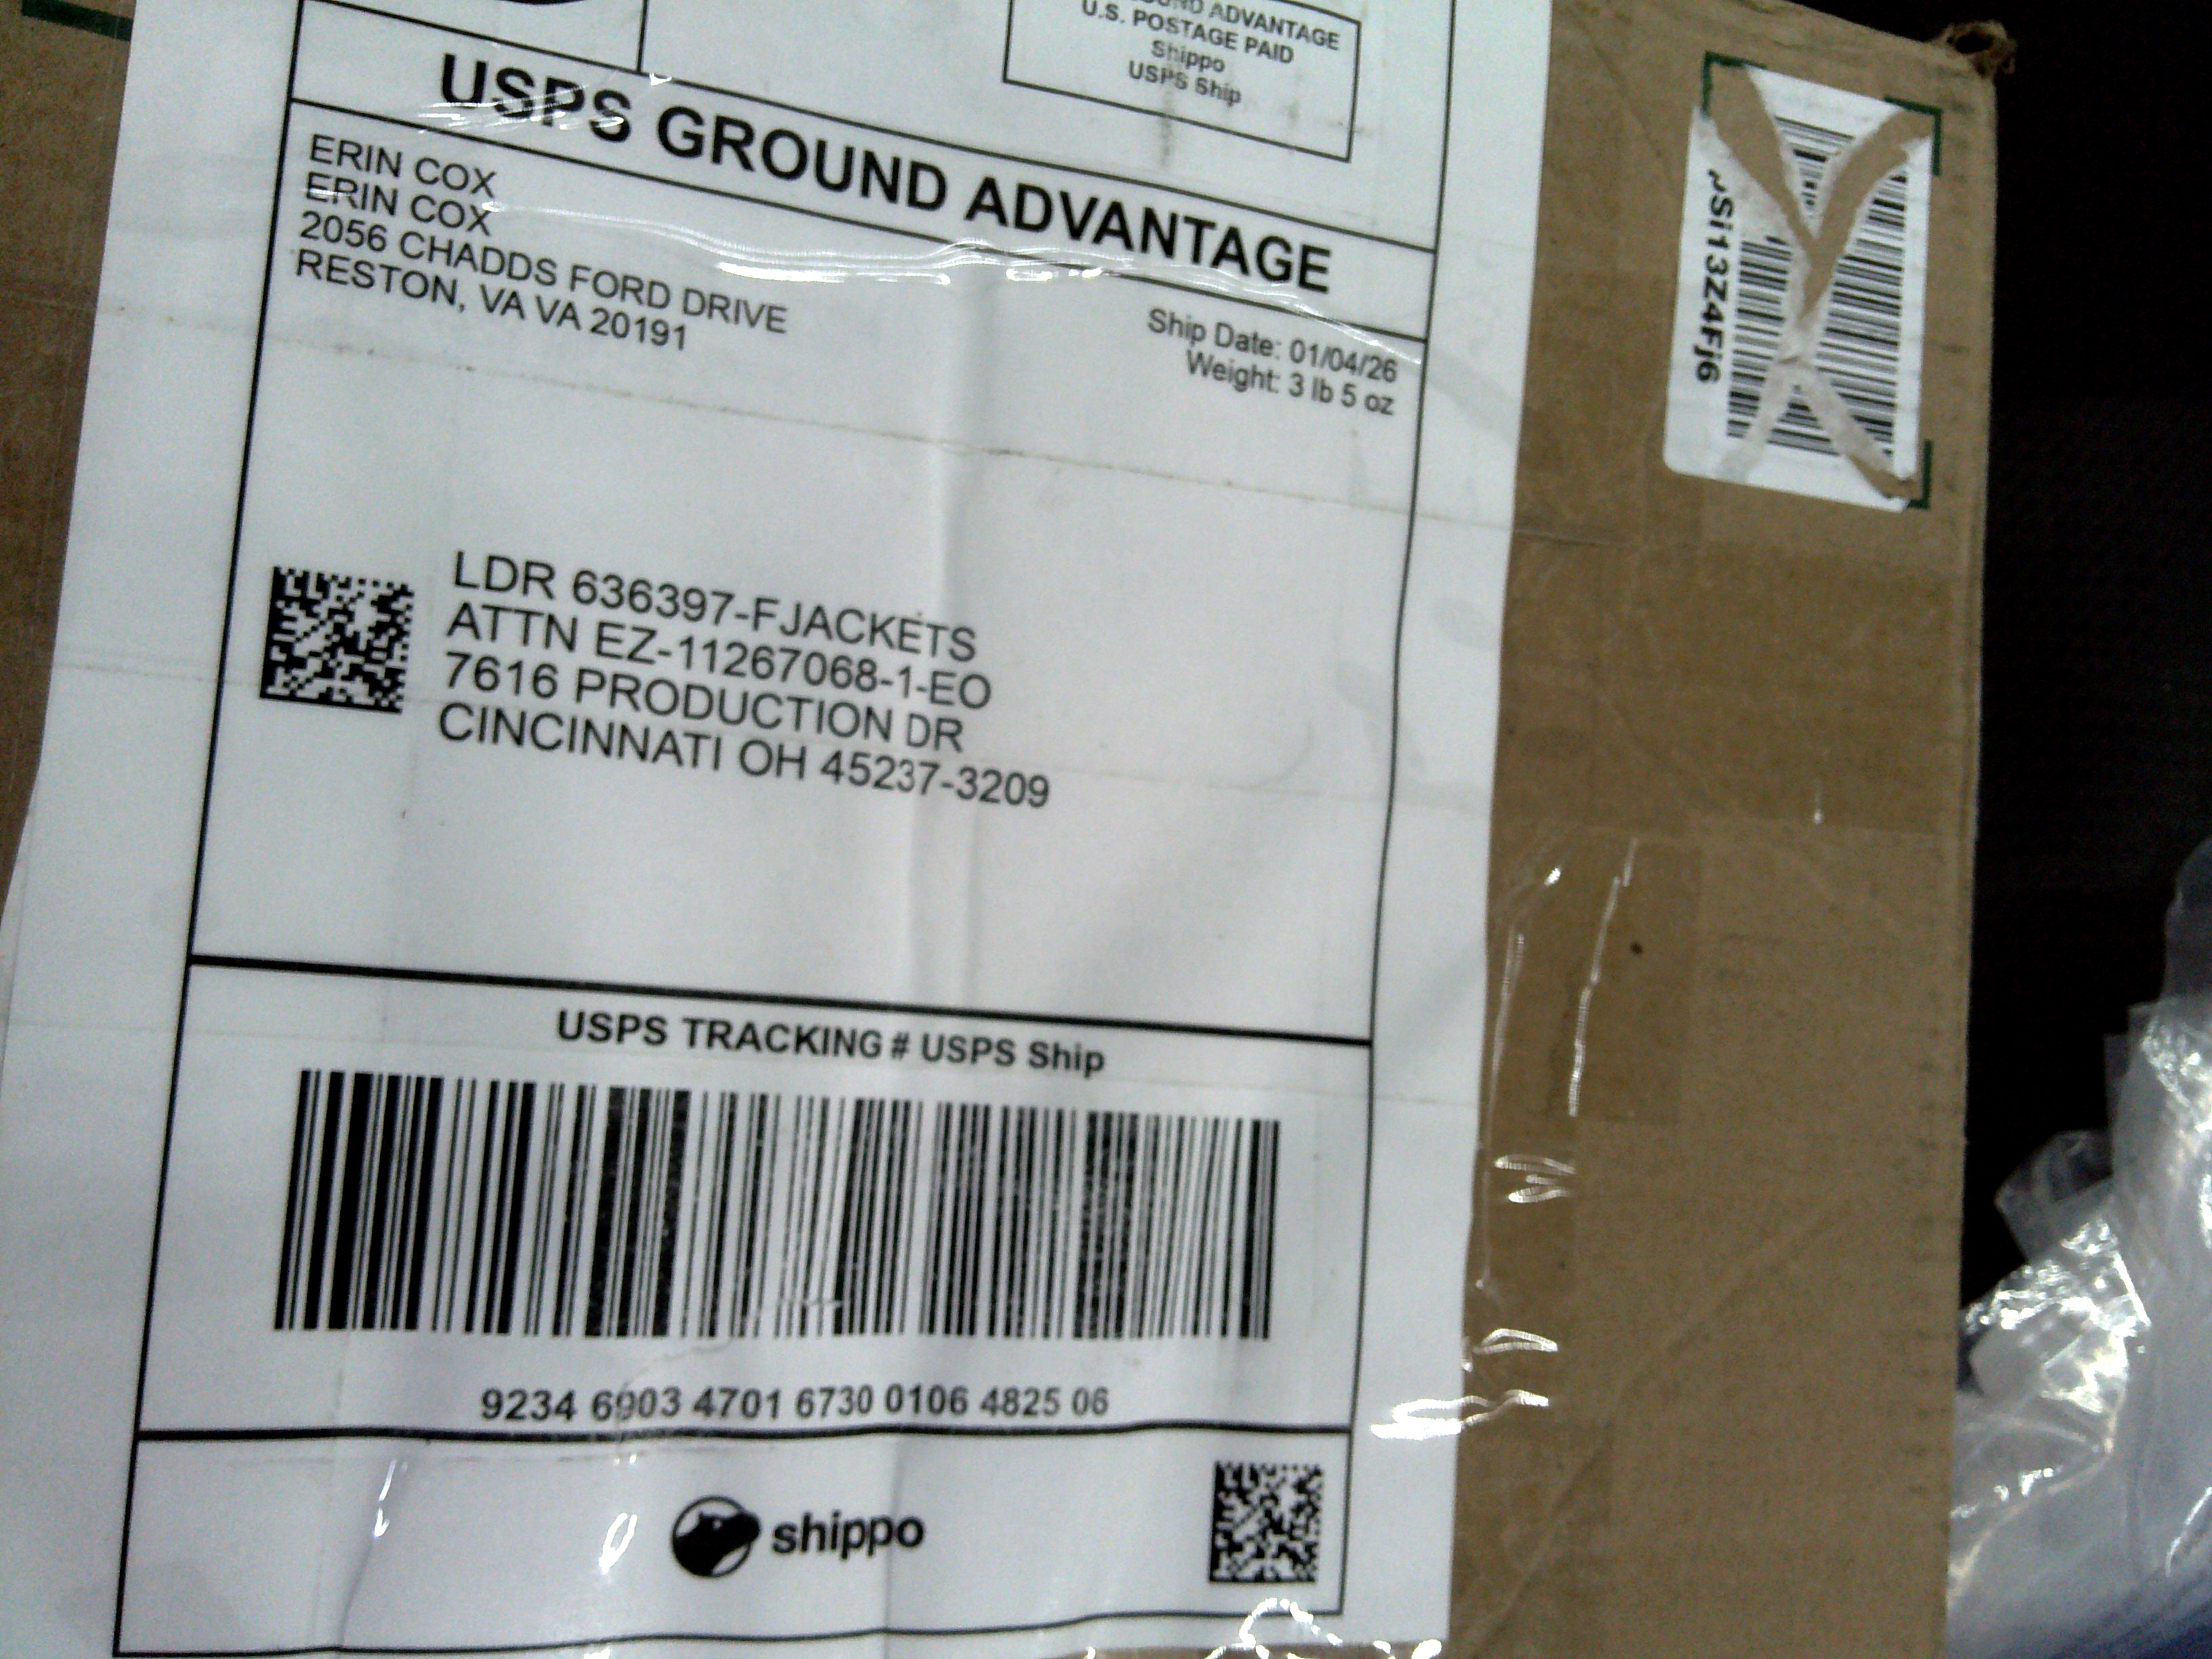 ADVANTAGE
U.S. POSTAGE PAID
Shippo
USPS Ship
USPS GROUND ADVANTAGE
ERIN COX
ERIN COX
2056 CHADDS FORD DRIVE
RESTON, VA VA 20191
Ship Date: 01/04/26
Weight: 3 lb 5 oz
LDR 636397-FJACKETS
ATTN EZ-11267068-1-EO
7616 PRODUCTION DR
CINCINNATI OH 45237-3209
USPS TRACKING # USPS Ship
9234 6903 4701 6730 0106 4825 06
shippo